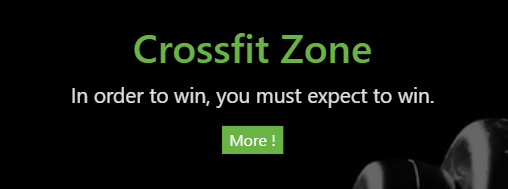 Crossfit Zone
In order to win, you must expect to win.
More !